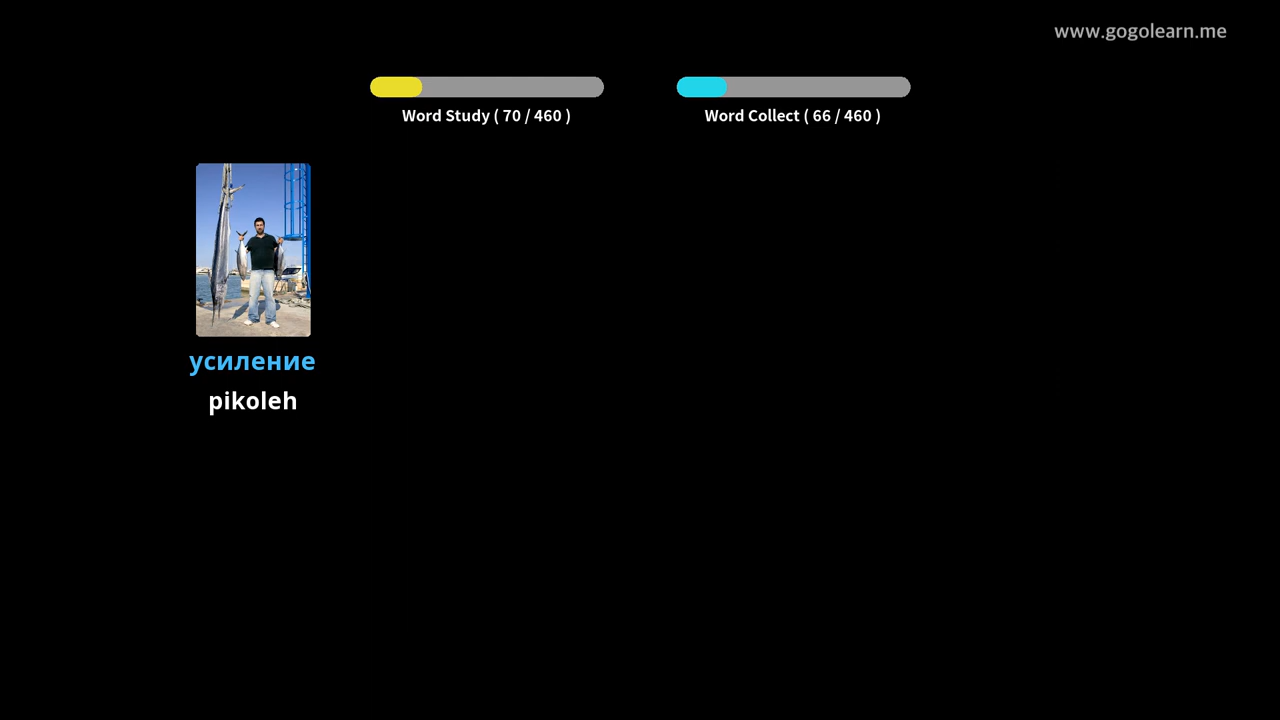 www.gogolearn.me
Word Study ( 70 / 460 )
Word Collect ( 66 / 460 )
усиление
pikoleh